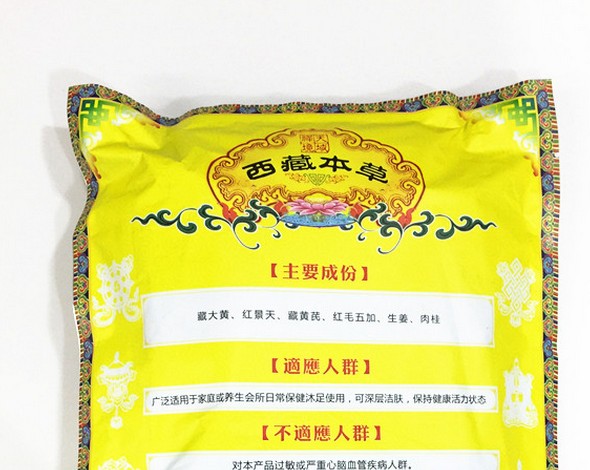 天域
禅境
西藏本草
【主要成份】
藏大黄、红景天、藏黄芪、红毛五加、生姜、肉桂
【適應人群】
广泛适用于家庭或养生会所日常保健沐足使用，可深层洁肤，保持健康活力状态
【不適應人群】
对本产品过敏或严重心脑血管疾病人群。